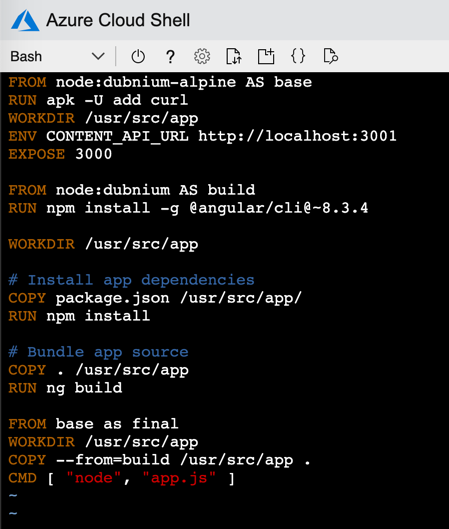 Azure Cloud Shell
Bash
?
{}
FROM node:dubnium-alpine AS base
RUN apk -U add curl
WORKDIR /usr/src/app
ENV CONTENT_API_URL http://localhost:3001
EXPOSE 3000
FROM node:dubnium AS build
RUN npm install -g @angular/cli@~8.3.4
WORKDIR /usr/src/app
# Install app dependencies
COPY package.json /usr/src/app/
RUN npm install
# Bundle app source
COPY . /usr/src/app
RUN ng build
FROM base as final
WORKDIR /usr/src/app
COPY --from=build /usr/src/app .
CMD [ "node", "app.js" ]
~
~